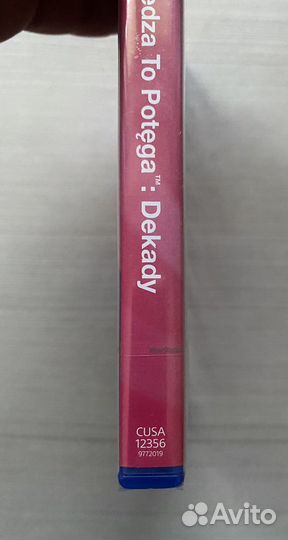 edza To Potęga™: Dekady
CUSA
12356
9772019
Avito